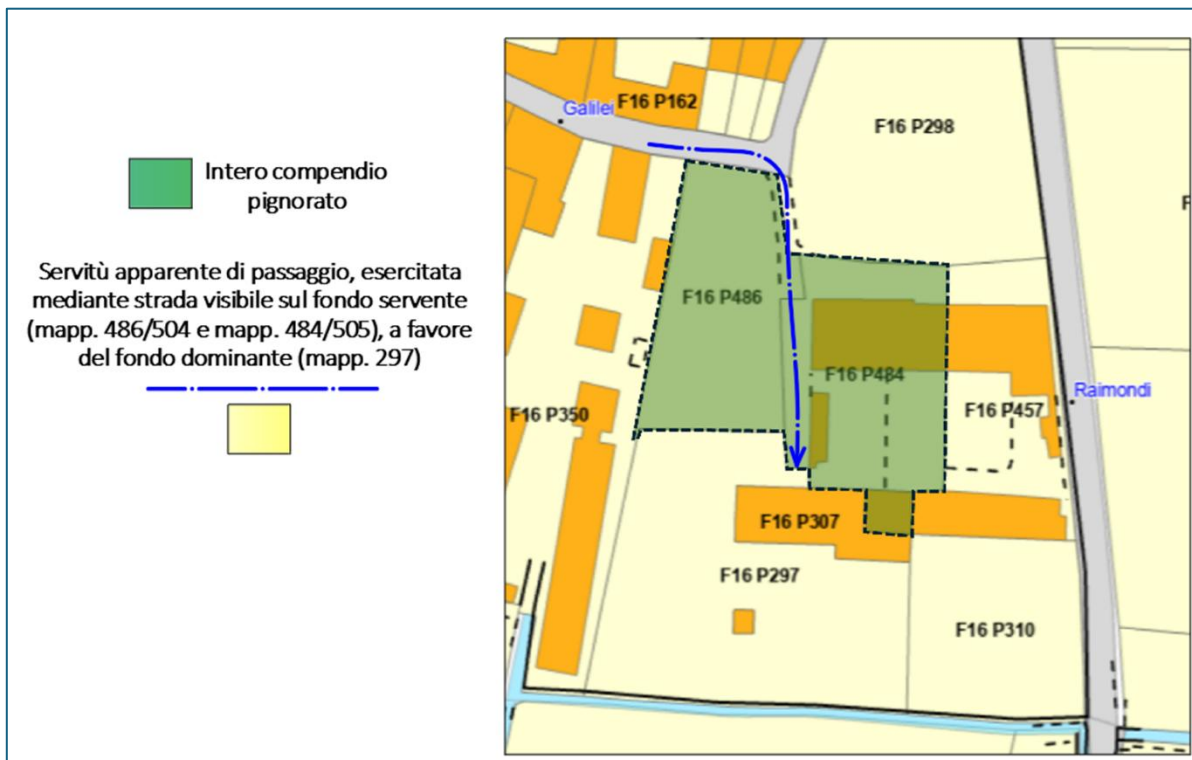 Intero compendio
pignorato
Servitù apparente di passaggio, esercitata
mediante strada visibile sul fondo servente
(mapp. 486/504 e mapp. 484/505), a favore
del fondo dominante (mapp. 297)
F16 P162
Galilei
F16 P298
F
F16 P486
F16 P484
Raimondi
F16 P350
F16 P457
F16 P307
F16 P297
F16 P310